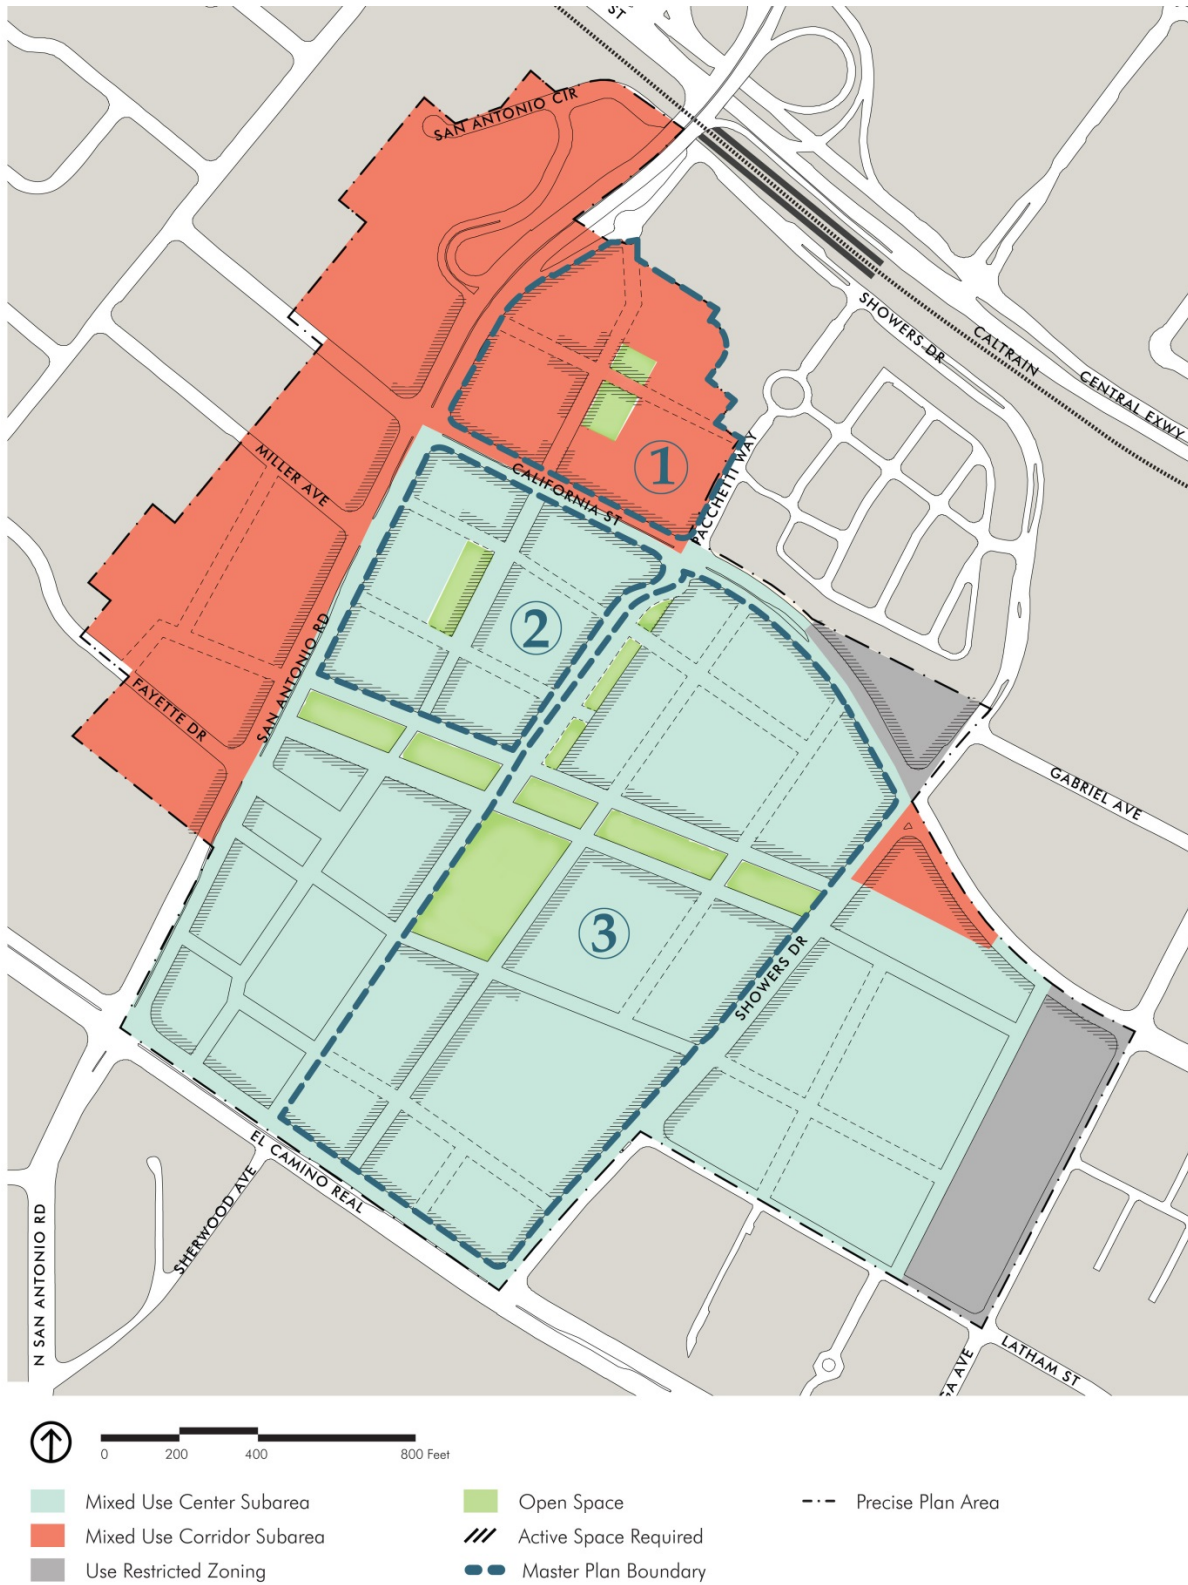 ST
SAN ANTONIO CIR
SHOWERS DR
CALTRAIN
CENTRAL EXWY
MILLER AVE
1
PACCHETTI WAY
CALIFORNIA ST
2
SAN ANTONIO RD
FAYETTE DR
GABRIEL AVE
3
SHOWERS DR
EL CAMINO REAL
SHERWOOD AVE
N SAN ANTONIO RD
LATHAM ST
GA AVE
0 200 400 800 Feet
Mixed Use Center Subarea
Open Space
Precise Plan Area
Mixed Use Corridor Subarea
Active Space Required
Use Restricted Zoning
Master Plan Boundary